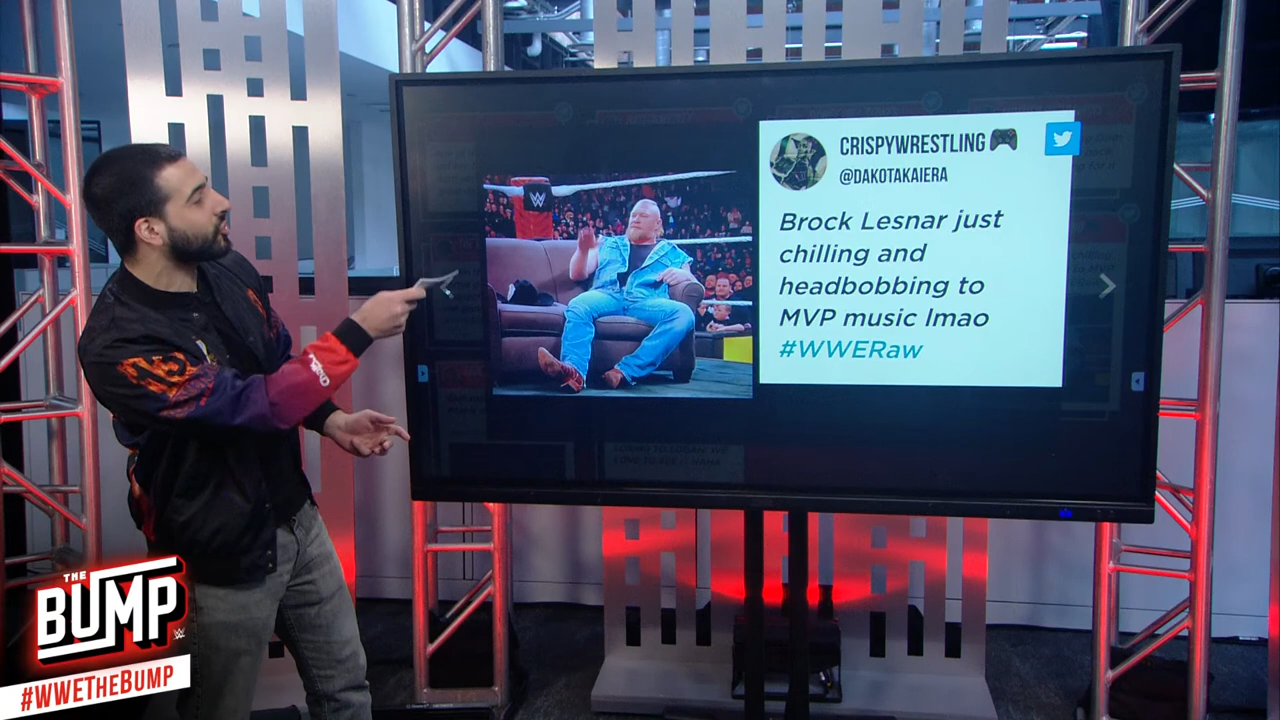 CRISPYWRESTLING
@DAKOTAKAIERA
Brock Lesnar just
chilling and
headbobbing to
MVP music lmao
#WWERaw
W
THE
BUMP
#WWETHEBUMP